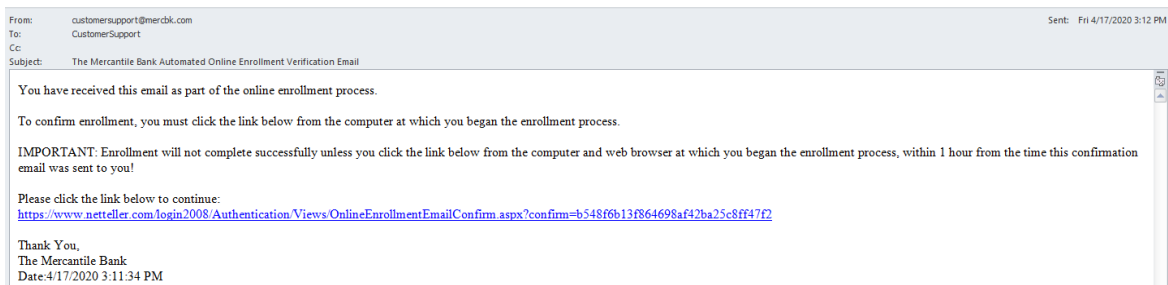 From: customersupport@mercbk.com Sent: Fri 4/17/2020 3:12 PM
To: CustomerSupport
Cc:
Subject: The Mercantile Bank Automated Online Enrollment Verification Email
You have received this email as part of the online enrollment process.
To confirm enrollment, you must click the link below from the computer at which you began the enrollment process.
IMPORTANT: Enrollment will not complete successfully unless you click the link below from the computer and web browser at which you began the enrollment process, within 1 hour from the time this confirmation
email was sent to you!
Please click the link below to continue:
https://www.netteller.com/login2008/Authentication/Views/OnlineEnrollmentEmailConfirm.aspx?confirm=b548f6b13f864698af42ba25c8ff47f2
Thank You,
The Mercantile Bank
Date:4/17/2020 3:11:34 PM